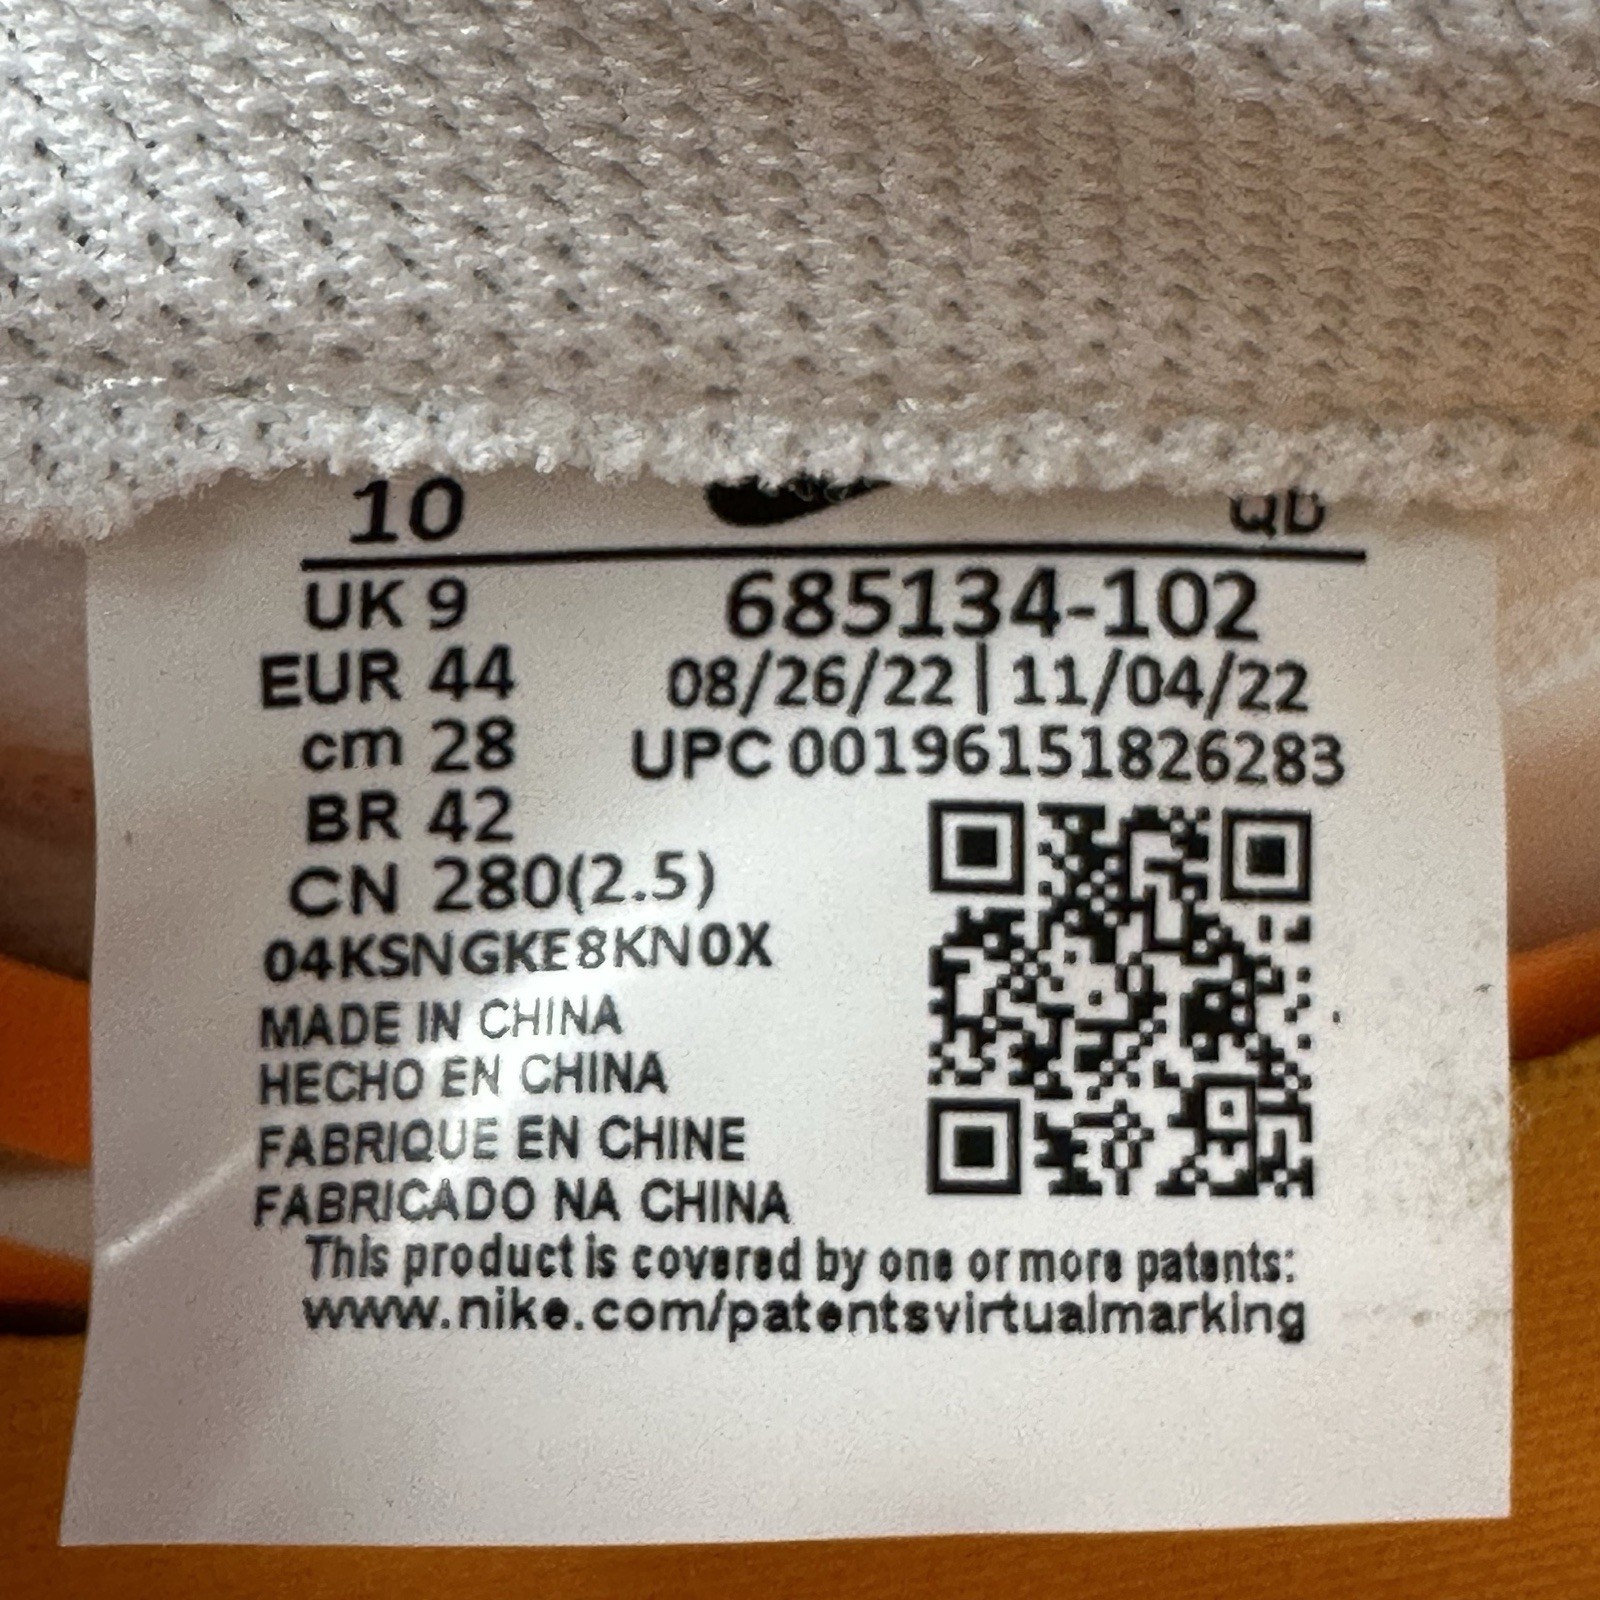 10 QD
UK 9 685134-102
EUR 44 08/26/22 | 11/04/22
cm 28 UPC 00196151826283
BR 42
CN 280(2.5)
04KSNGKE8KN0X
MADE IN CHINA
HECHO EN CHINA
FABRIQUE EN CHINE
FABRICADO NA CHINA
This product is covered by one or more patents:
www.nike.com/patentsvirtualmarking